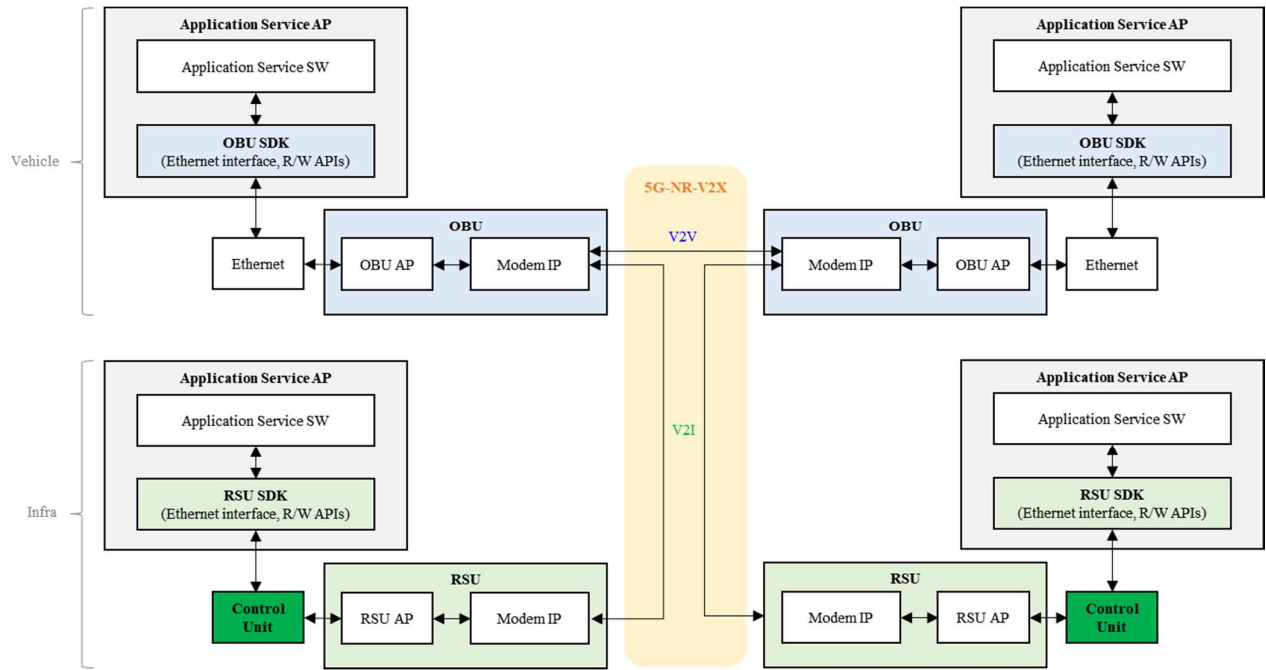 Application Service AP
Application Service SW
OBU SDK
(Ethernet interface, R/W APIs)
Application Service AP
Application Service SW
OBU SDK
(Ethernet interface, R/W APIs)
Vehicle
5G-NR-V2X
OBU
Ethernet
OBU AP
Modem IP
V2V
OBU
Modem IP
OBU AP
Ethernet
Application Service AP
Application Service SW
RSU SDK
(Ethernet interface, R/W APIs)
V2I
Application Service AP
Application Service SW
RSU SDK
(Ethernet interface, R/W APIs)
Infra
RSU
Control
Unit
RSU AP
Modem IP
RSU
Modem IP
RSU AP
Control
Unit